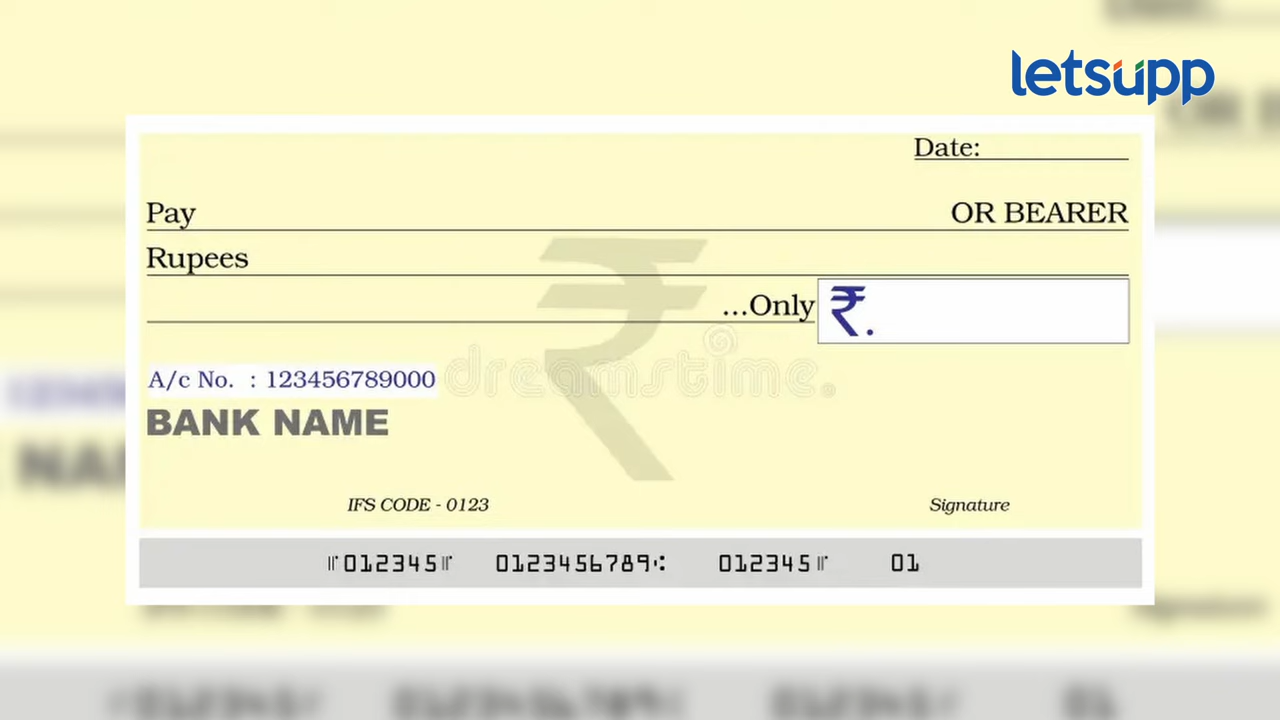 letsupp
Date:
Pay OR BEARER
Rupees
...Only ₹.
dreamstime.
A/c No. : 123456789000
BANK NAME
IFS CODE - 0123 Signature
⑈012345⑈ 0123456789⑆ 012345⑈ 01